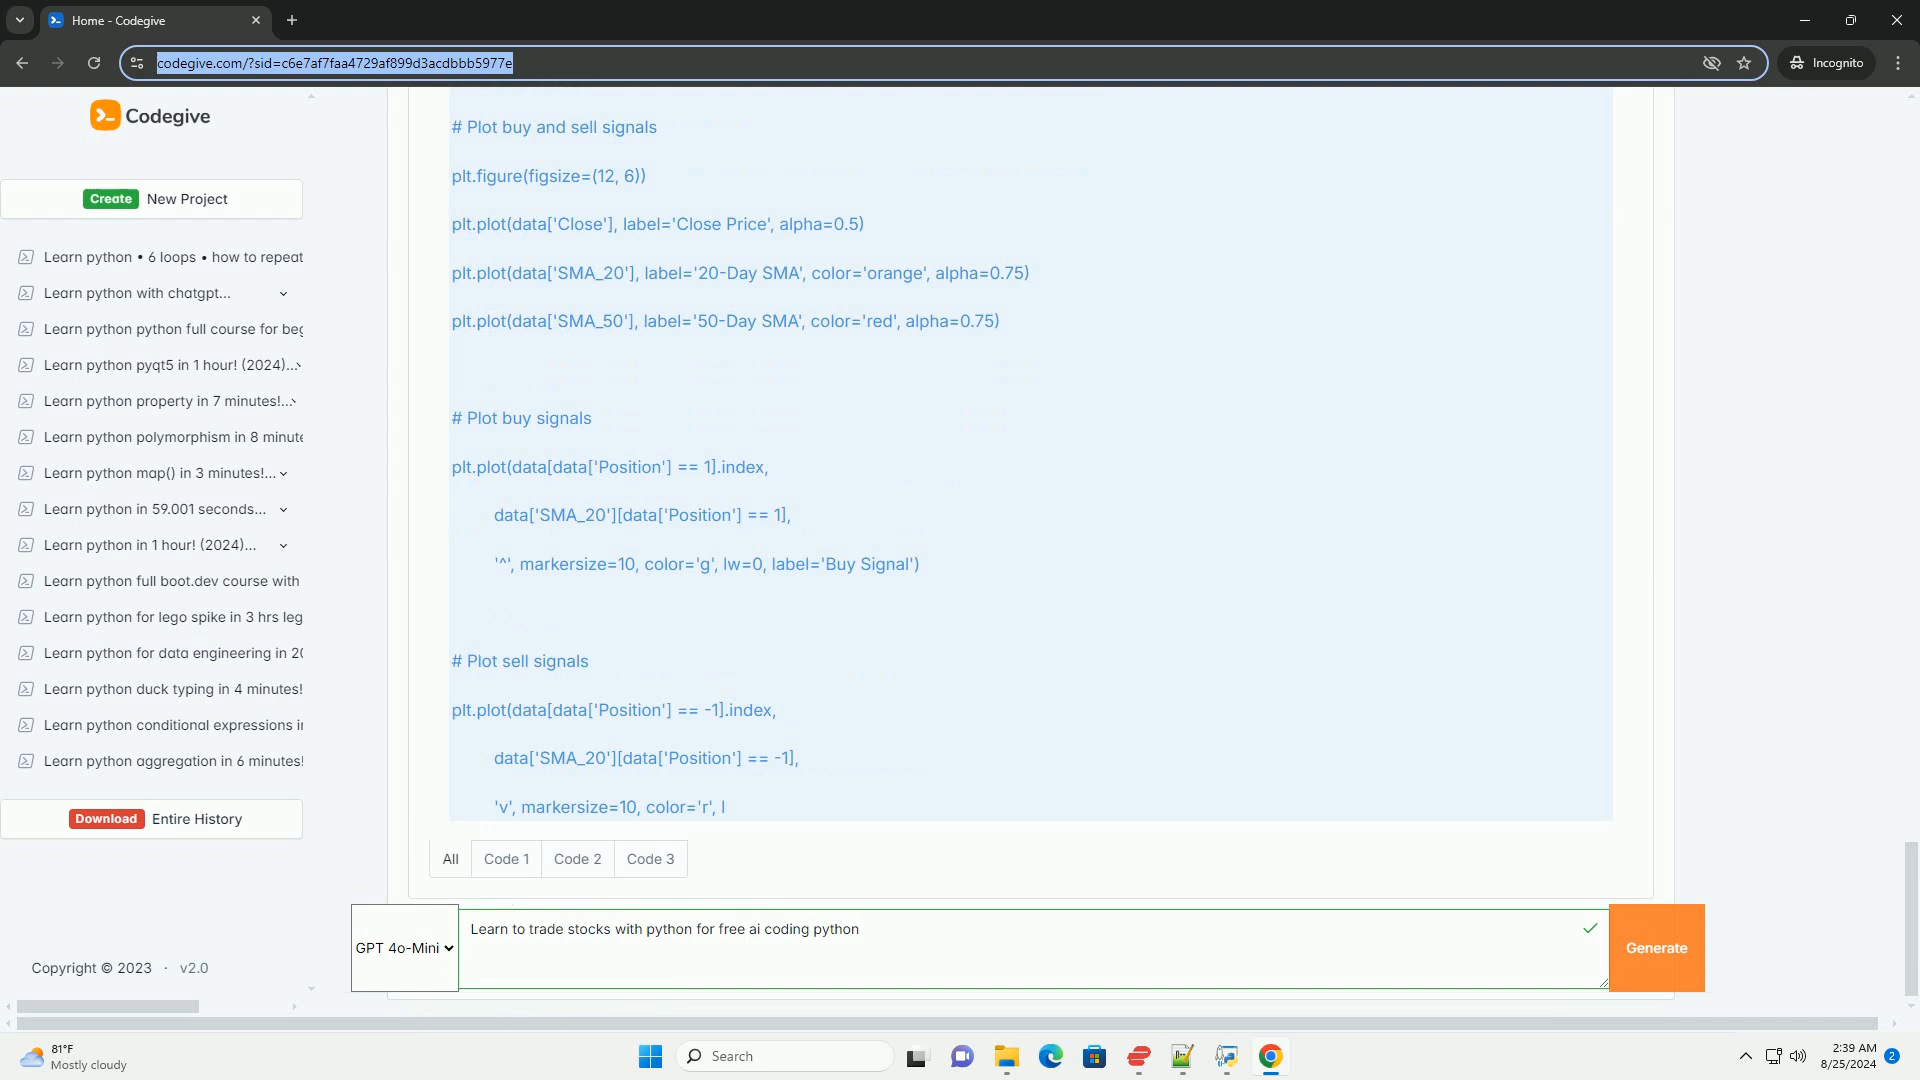 Home - Codegive
codegive.com/?sid=c6e7af7faa4729af899d3acdbbb5977e
Incognito
Codegive
Create New Project
Learn python • 6 loops • how to repeat
Learn python with chatgpt...
Learn python python full course for beg
Learn python pyqt5 in 1 hour! (2024)...
Learn python property in 7 minutes!...
Learn python polymorphism in 8 minute
Learn python map() in 3 minutes!...
Learn python in 59.001 seconds...
Learn python in 1 hour! (2024)...
Learn python full boot.dev course with
Learn python for lego spike in 3 hrs leg
Learn python for data engineering in 20
Learn python duck typing in 4 minutes!
Learn python conditional expressions in
Learn python aggregation in 6 minutes!
Download Entire History
Copyright © 2023 · v2.0
# Plot buy and sell signals
plt.figure(figsize=(12, 6))
plt.plot(data['Close'], label='Close Price', alpha=0.5)
plt.plot(data['SMA_20'], label='20-Day SMA', color='orange', alpha=0.75)
plt.plot(data['SMA_50'], label='50-Day SMA', color='red', alpha=0.75)
# Plot buy signals
plt.plot(data[data['Position'] == 1].index,
data['SMA_20'][data['Position'] == 1],
'^', markersize=10, color='g', lw=0, label='Buy Signal')
# Plot sell signals
plt.plot(data[data['Position'] == -1].index,
data['SMA_20'][data['Position'] == -1],
'v', markersize=10, color='r', l
All Code 1 Code 2 Code 3
GPT 4o-Mini
Learn to trade stocks with python for free ai coding python
Generate
81°F
Mostly cloudy
Search
2:39 AM
8/25/2024
2